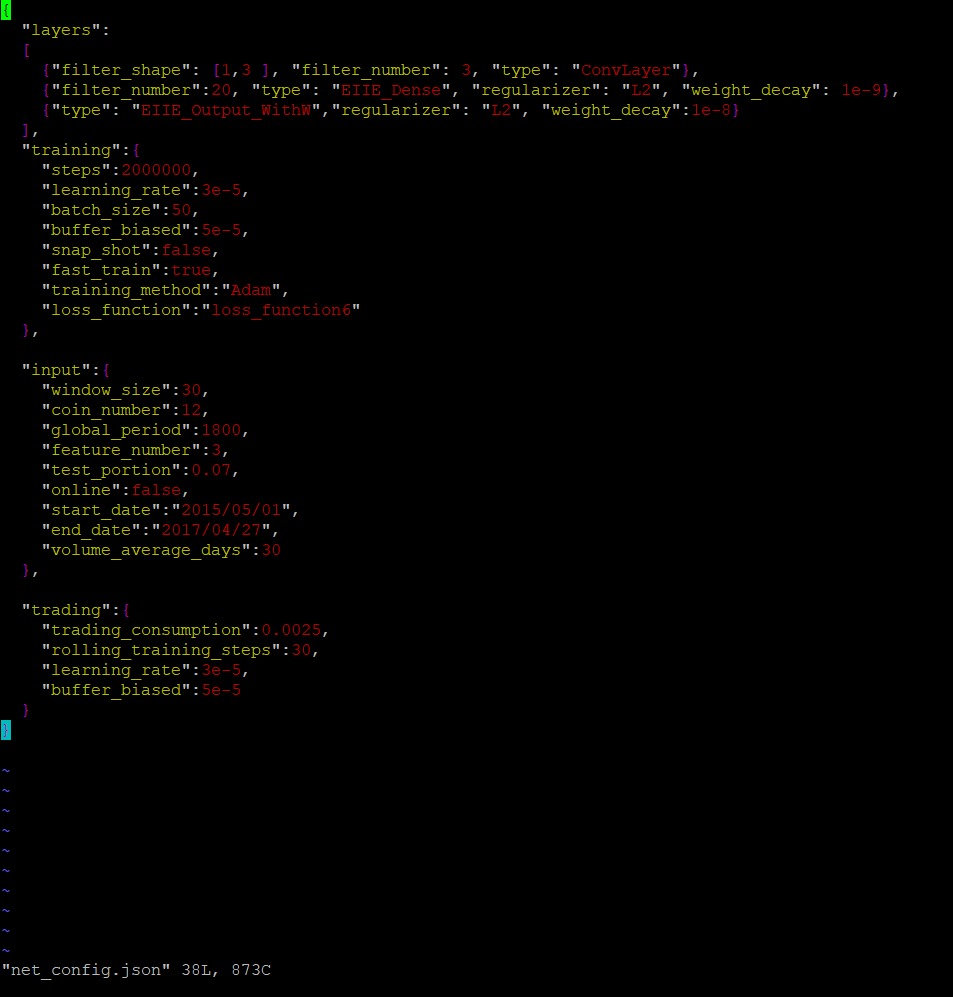 {
  "layers":
  [
    {"filter_shape": [1,3 ], "filter_number": 3, "type": "ConvLayer"},
    {"filter_number":20, "type": "EIIE_Dense", "regularizer": "L2", "weight_decay": 1e-9},
    {"type": "EIIE_Output_WithW","regularizer": "L2", "weight_decay":1e-8}
  ],
  "training":{
    "steps":2000000,
    "learning_rate":3e-5,
    "batch_size":50,
    "buffer_biased":5e-5,
    "snap_shot":false,
    "fast_train":true,
    "training_method":"Adam",
    "loss_function":"loss_function6"
  },

  "input":{
    "window_size":30,
    "coin_number":12,
    "global_period":1800,
    "feature_number":3,
    "test_portion":0.07,
    "online":false,
    "start_date":"2015/05/01",
    "end_date":"2017/04/27",
    "volume_average_days":30
  },

  "trading":{
    "trading_consumption":0.0025,
    "rolling_training_steps":30,
    "learning_rate":3e-5,
    "buffer_biased":5e-5
  }
}

~
~
~
~
~
~
~
~
~
~
"net_config.json" 38L, 873C